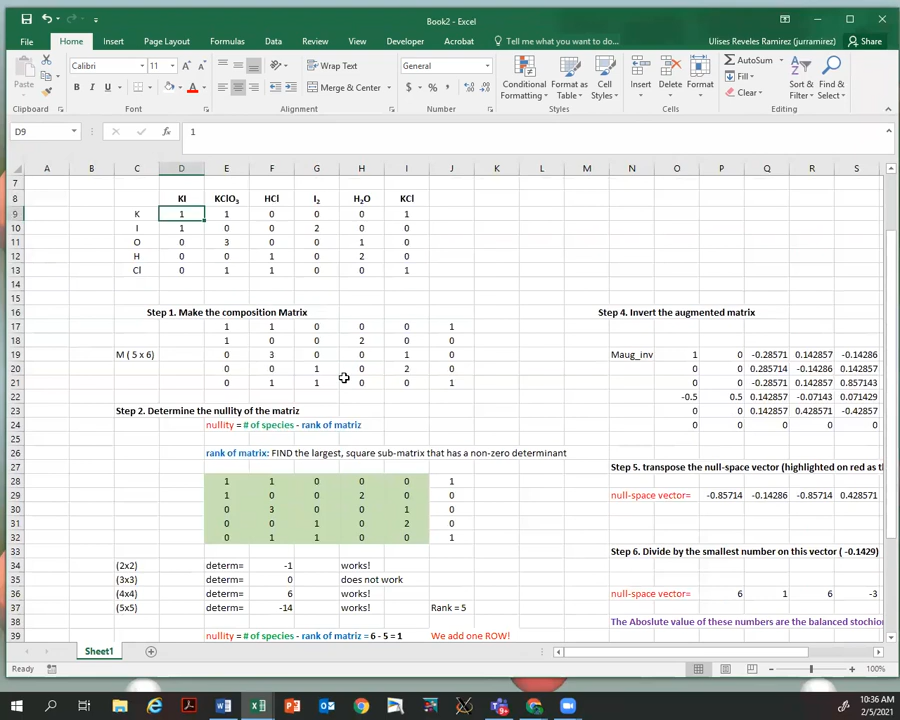 Book2 - Excel
File Home Insert Page Layout Formulas Data Review View Developer Acrobat Tell me what you want to do... Ulises Reveles Ramirez (jurramirez) Share
Calibri 11 Wrap Text General AutoSum
Paste Merge & Center Conditional Formatting Format as Table Cell Styles Insert Delete Format Fill Clear Sort & Filter Find & Select
Clipboard Font Alignment Number Styles Cells Editing
D9 1
A B C D E F G H I J K L M N O P Q R S
7
8 KI KClO₃ HCl I₂ H₂O KCl
9 K 1 1 0 0 0 1
10 I 1 0 0 2 0 0
11 O 0 3 0 0 1 0
12 H 0 0 1 0 2 0
13 Cl 0 1 1 0 0 1
14
15
16 Step 1. Make the composition Matrix Step 4. Invert the augmented matrix
17 1 1 0 0 0 1
18 1 0 0 2 0 0
19 M ( 5 x 6) 0 3 0 0 1 0 Maug_inv 1 0 -0.28571 0.142857 -0.14286
20 0 0 1 0 2 0 0 0 0.285714 -0.14286 0.142857
21 0 1 1 0 0 1 0 0 -0.28571 0.142857 0.857143
22 -0.5 0.5 0.142857 -0.07143 0.071429
23 Step 2. Determine the nullity of the matriz 0 0 0.142857 0.428571 -0.42857
24 nullity = # of species - rank of matriz 0 0 0 0 0
25
26 rank of matriz: FIND the largest, square sub-matrix that has a non-zero determinant
27 Step 5. transpose the null-space vector (highlighted on red as th
28 1 1 0 0 0 1
29 1 0 0 2 0 0 null-space vector= -0.85714 -0.14286 -0.85714 0.428571
30 0 3 0 0 1 0
31 0 0 1 0 2 0
32 0 1 1 0 0 1
33 Step 6. Divide by the smallest number on this vector ( -0.1429)
34 (2x2) determ= -1 works!
35 (3x3) determ= 0 does not work
36 (4x4) determ= 6 works! null-space vector= 6 1 6 -3
37 (5x5) determ= -14 works! Rank = 5
38 The Aboslute value of these numbers are the balanced stochion
39 nullity = # of species - rank of matriz = 6 - 5 = 1 We add one ROW!
Sheet1
Ready 100%
10:36 AM
2/5/2021